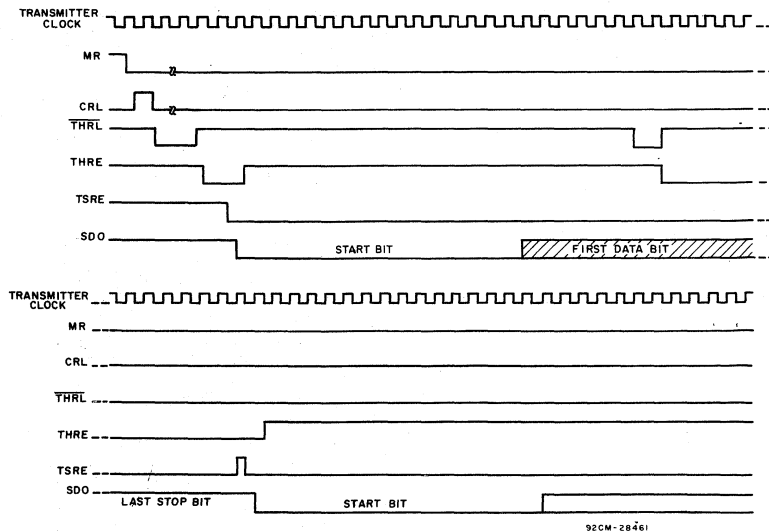 TRANSMITTER
CLOCK
MR
CRL
THRL
THRE
TSRE
SDO
START BIT
FIRST DATA BIT
TRANSMITTER
CLOCK
MR
CRL
THRL
THRE
TSRE
SDO
LAST STOP BIT
START BIT
92CM-28461